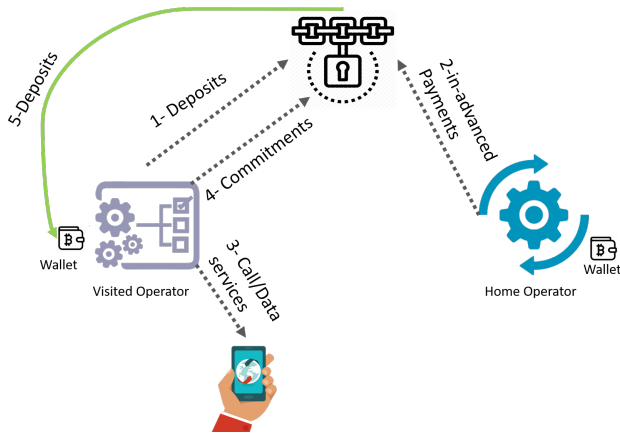 5-Deposits
1- Deposits
2-in-advanced
Payments
4- Commitments
3- Call/Data
services
Wallet
Visited Operator
Home Operator
Wallet